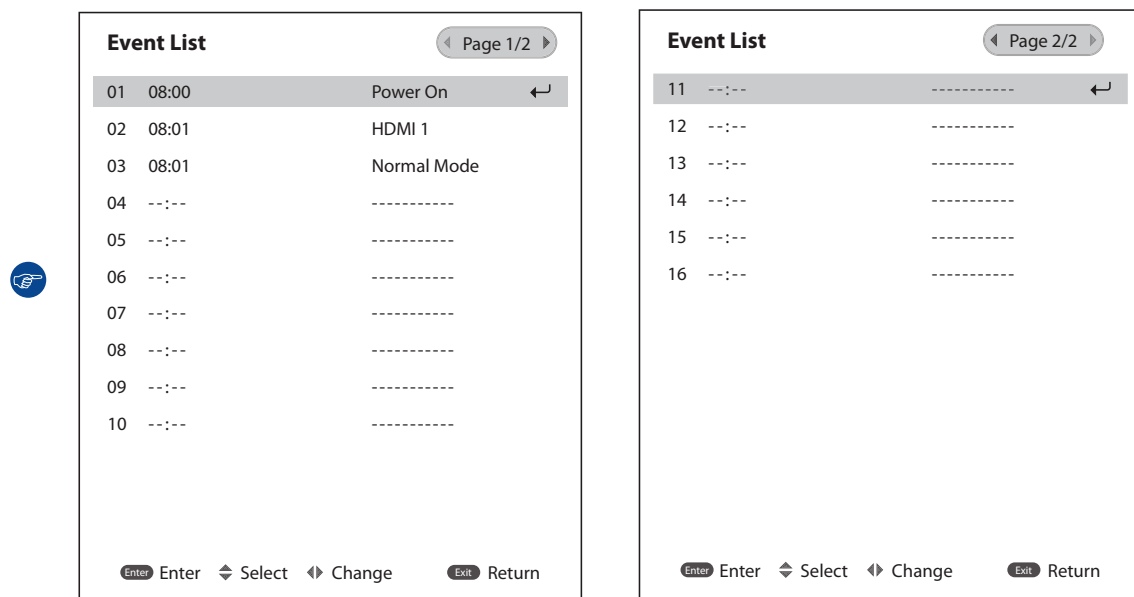 Event List Page 1/2
01 08:00 Power On
02 08:01 HDMI 1
03 08:01 Normal Mode
04 --:-- -----------
05 --:-- -----------
06 --:-- -----------
07 --:-- -----------
08 --:-- -----------
09 --:-- -----------
10 --:-- -----------
Enter Enter Select Change Exit Return
Event List Page 2/2
11 --:-- -----------
12 --:-- -----------
13 --:-- -----------
14 --:-- -----------
15 --:-- -----------
16 --:-- -----------
Enter Enter Select Change Exit Return